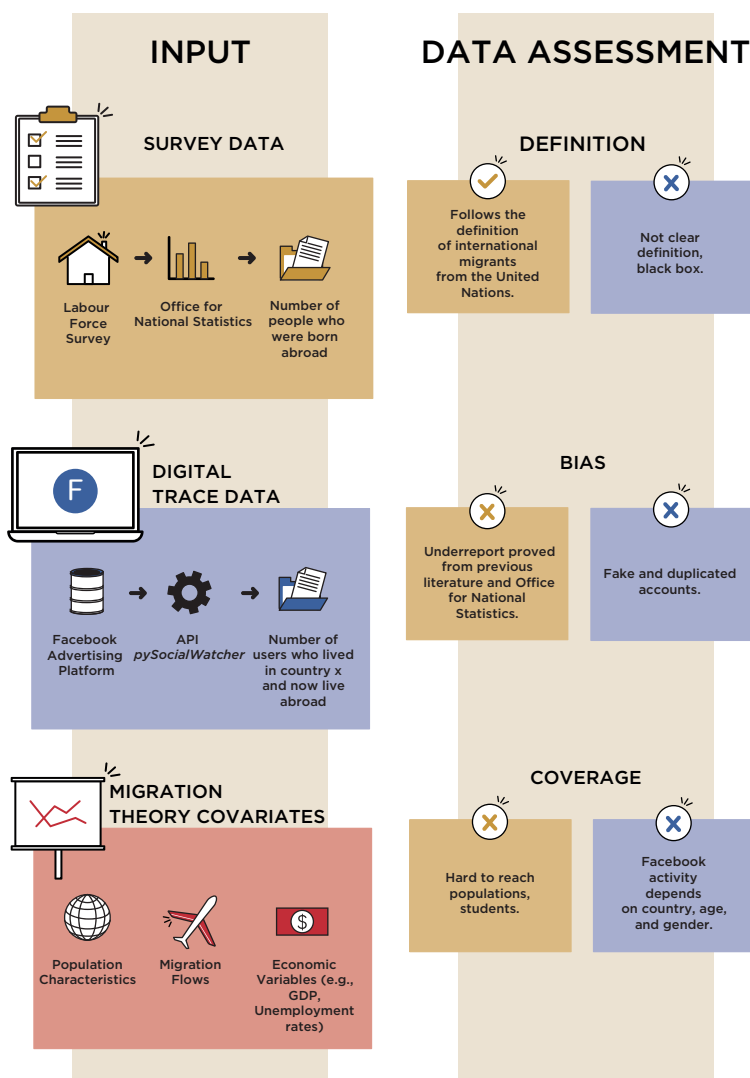 INPUT
SURVEY DATA
Labour
Force
Survey
Office for
National Statistics
Number of
people who
were born
abroad
F
DIGITAL
TRACE DATA
Facebook
Advertising
Platform
API
pySocialWatcher
Number of
users who lived
in country x
and now live
abroad
MIGRATION
THEORY COVARIATES
Population
Characteristics
Migration
Flows
$
Economic
Variables (e.g.,
GDP,
Unemployment
rates)
DATA ASSESSMENT
DEFINITION
Follows the
definition
of international
migrants
from the United
Nations.
Not clear
definition,
black box.
BIAS
Underreport proved
from previous
literature and Office
for National
Statistics.
Fake and duplicated
accounts.
COVERAGE
Hard to reach
populations,
students.
Facebook
activity
depends
on country, age,
and gender.